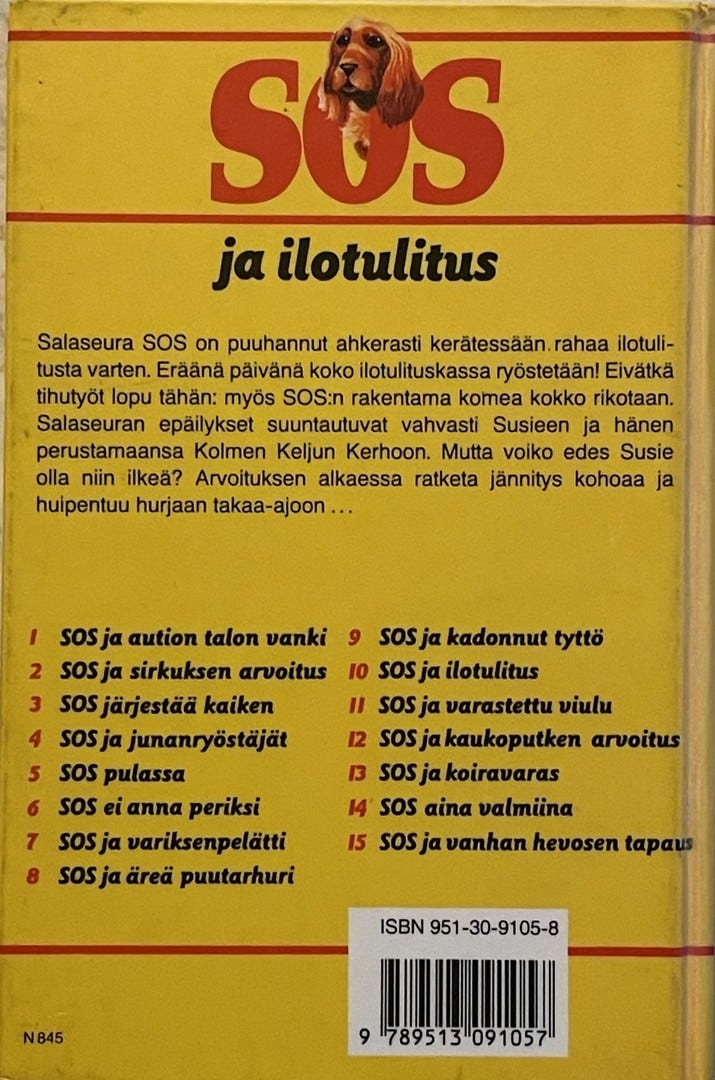 SOS
ja ilotulitus
Salaseura SOS on puuhannut ahkerasti kerätessään rahaa ilotuli-
tusta varten. Eräänä päivänä koko ilotulituskassa ryöstetään! Eivätkä
tihutyöt lopu tähän: myös SOS:n rakentama komea kokko rikotaan.
Salaseuran epäilykset suuntautuvat vahvasti Susieen ja hänen
perustamaansa Kolmen Keljun Kerhoon. Mutta voiko edes Susie
olla niin ilkeä? Arvoituksen alkaessa ratketa jännitys kohoaa ja
huipentuu hurjaan takaa-ajoon ...
1 SOS ja aution talon vanki
2 SOS ja sirkuksen arvoitus
3 SOS järjestää kaiken
4 SOS ja junanryöstäjät
5 SOS pulassa
6 SOS ei anna periksi
7 SOS ja variksenpelätti
8 SOS ja äreä puutarhuri
9 SOS ja kadonnut tyttö
10 SOS ja ilotulitus
11 SOS ja varastettu viulu
12 SOS ja kaukoputken arvoitus
13 SOS ja koiravaras
14 SOS aina valmiina
15 SOS ja vanhan hevosen tapaus
ISBN 951-30-9105-8
9 789513 091057
N 845